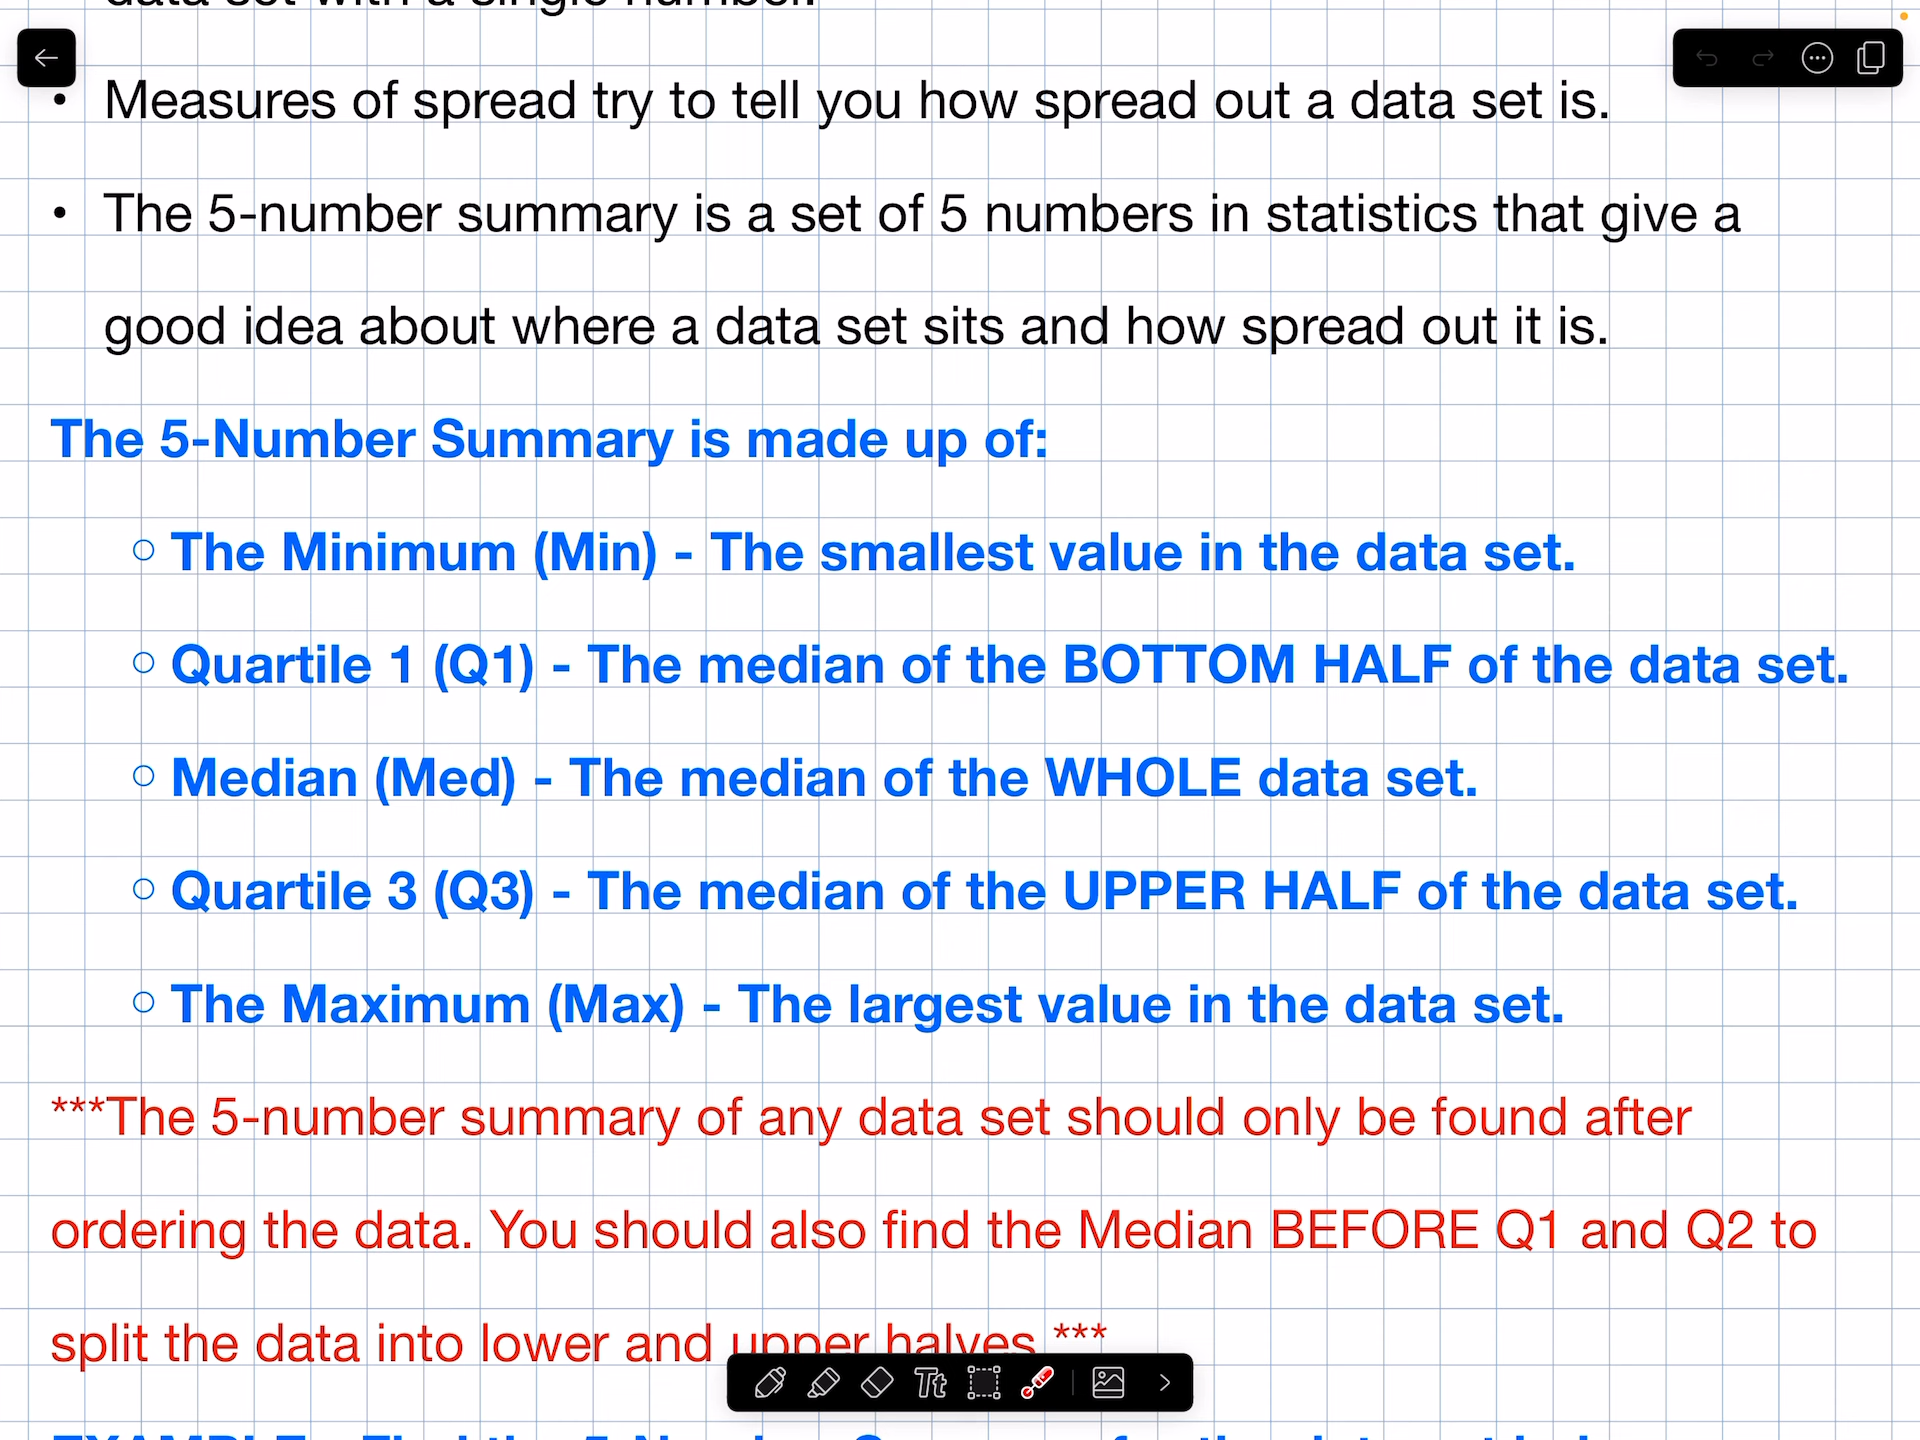 data set with a single number.
• Measures of spread try to tell you how spread out a data set is.
• The 5-number summary is a set of 5 numbers in statistics that give a
good idea about where a data set sits and how spread out it is.
The 5-Number Summary is made up of:
○ The Minimum (Min) - The smallest value in the data set.
○ Quartile 1 (Q1) - The median of the BOTTOM HALF of the data set.
○ Median (Med) - The median of the WHOLE data set.
○ Quartile 3 (Q3) - The median of the UPPER HALF of the data set.
○ The Maximum (Max) - The largest value in the data set.
***The 5-number summary of any data set should only be found after
ordering the data. You should also find the Median BEFORE Q1 and Q2 to
split the data into lower and upper halves.***
Tt